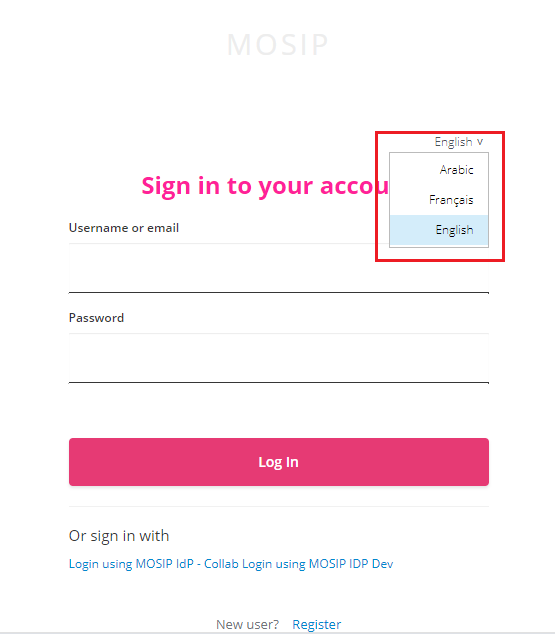 MOSIP
English v
Arabic
Français
English
Sign in to your accou
Username or email
Password
Log In
Or sign in with
Login using MOSIP IdP - Collab Login using MOSIP IDP Dev
New user? Register